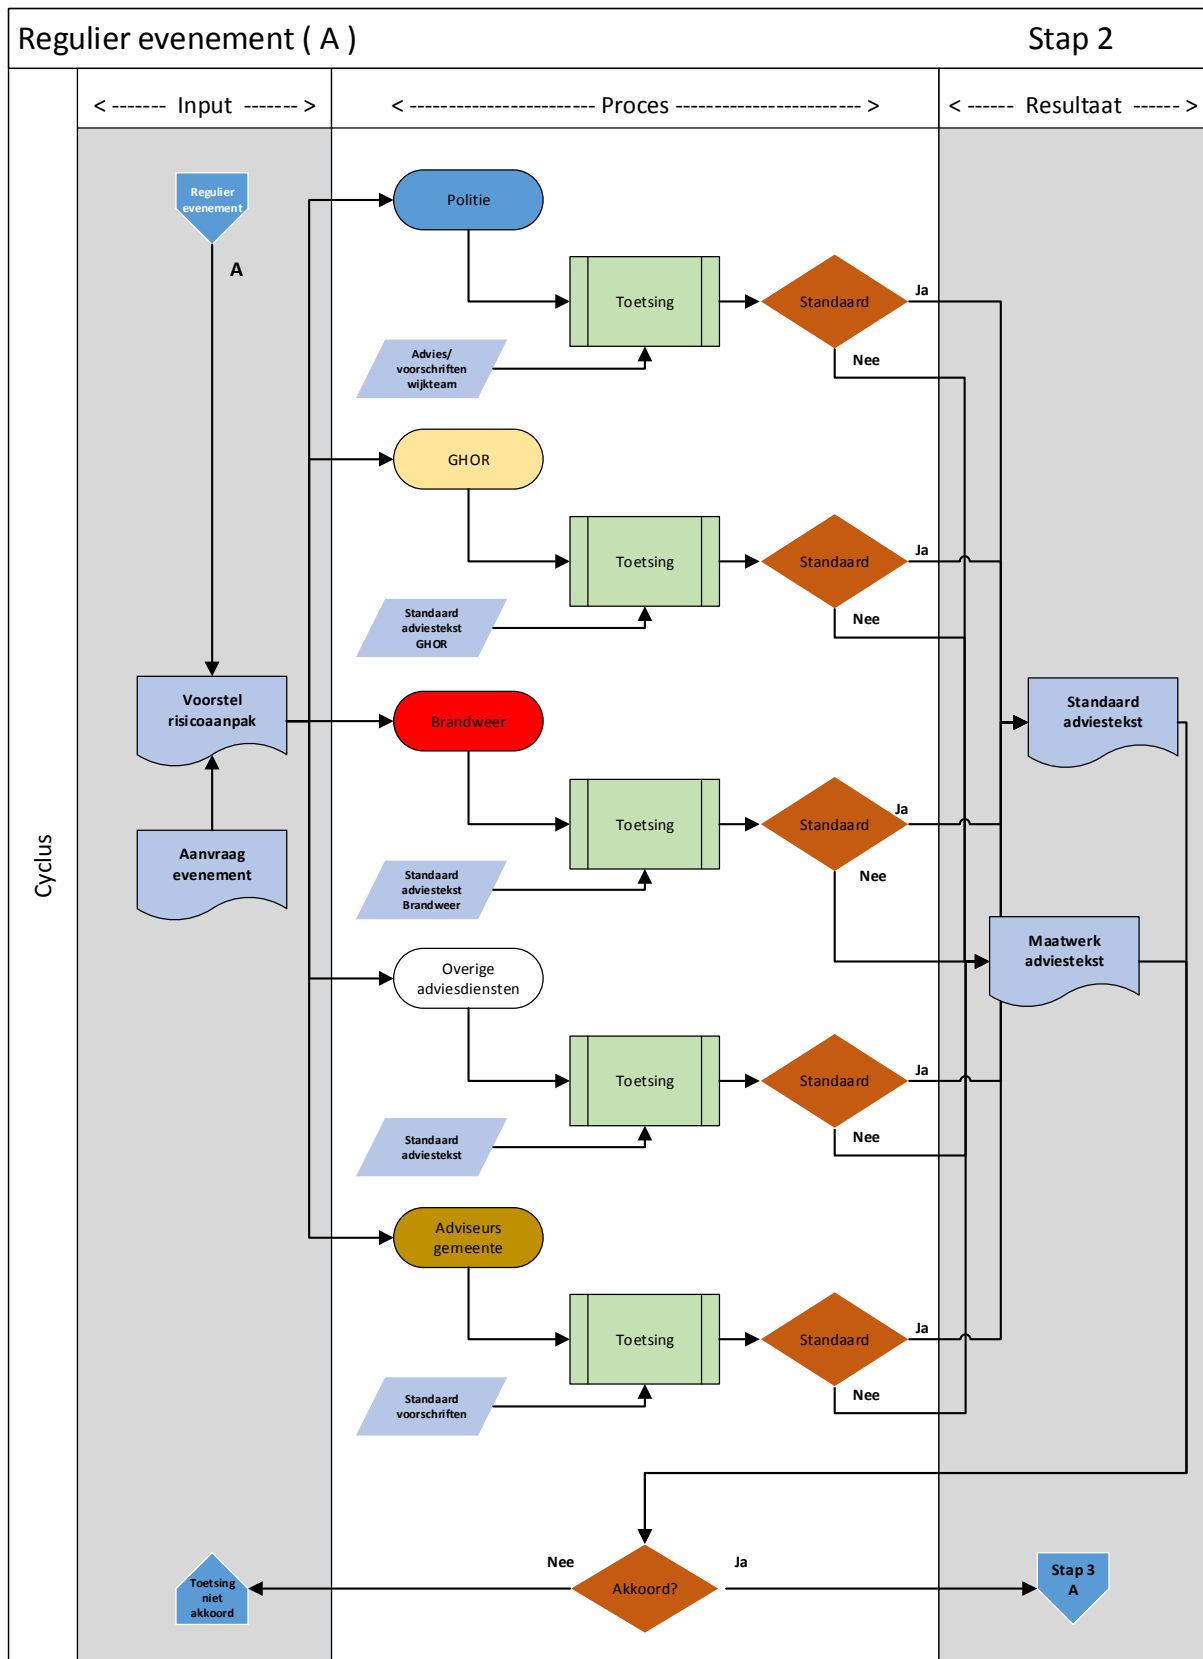 Regulier evenement ( A )
Stap 2
< ------- Input ------- >
< ----------------------- Proces ----------------------- >
< ------ Resultaat ------ >
Cyclus
Regulier
evenement
A
Politie
Toetsing
Standaard
Ja
Nee
Advies/
voorschriften
wijkteam
GHOR
Toetsing
Standaard
Ja
Nee
Standaard
adviestekst
GHOR
Voorstel
risicoaanpak
Brandweer
Standaard
adviestekst
Aanvraag
evenement
Toetsing
Standaard
Ja
Nee
Standaard
adviestekst
Brandweer
Maatwerk
adviestekst
Overige
adviesdiensten
Toetsing
Standaard
Ja
Nee
Standaard
adviestekst
Adviseurs
gemeente
Toetsing
Standaard
Ja
Nee
Standaard
voorschriften
Nee
Ja
Akkoord?
Toetsing
niet
akkoord
Stap 3
A